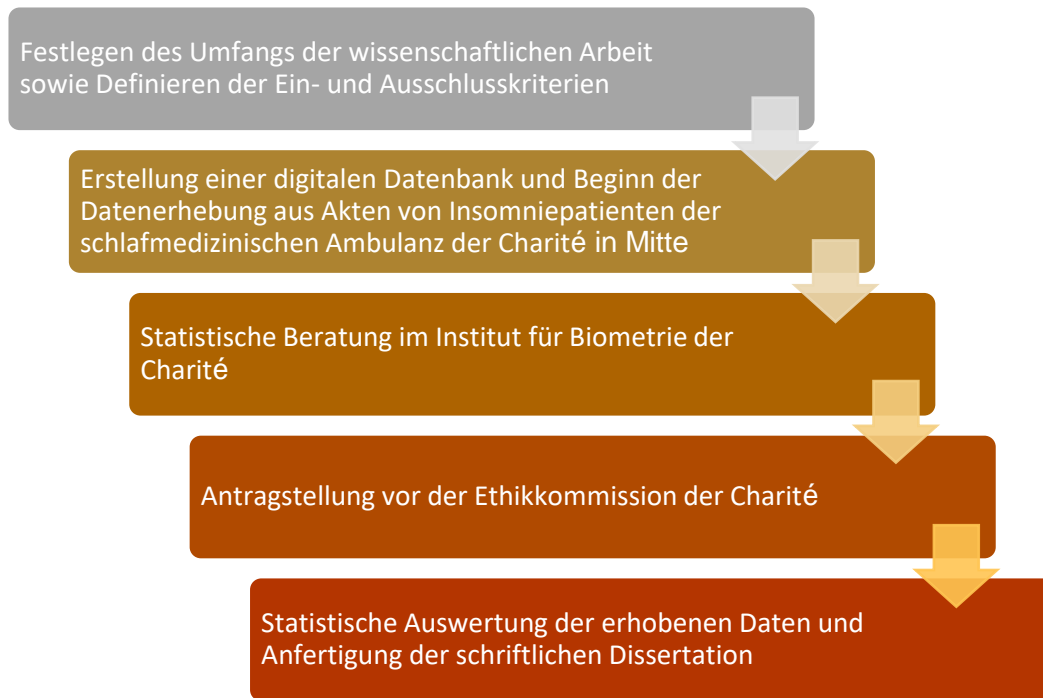 Festlegen des Umfangs der wissenschaftlichen Arbeit
sowie Definieren der Ein- und Ausschlusskriterien
Erstellung einer digitalen Datenbank und Beginn der
Datenerhebung aus Akten von Insomniepatienten der
schlafmedizinischen Ambulanz der Charité in Mitte
Statistische Beratung im Institut für Biometrie der
Charité
Antragstellung vor der Ethikkommission der Charité
Statistische Auswertung der erhobenen Daten und
Anfertigung der schriftlichen Dissertation